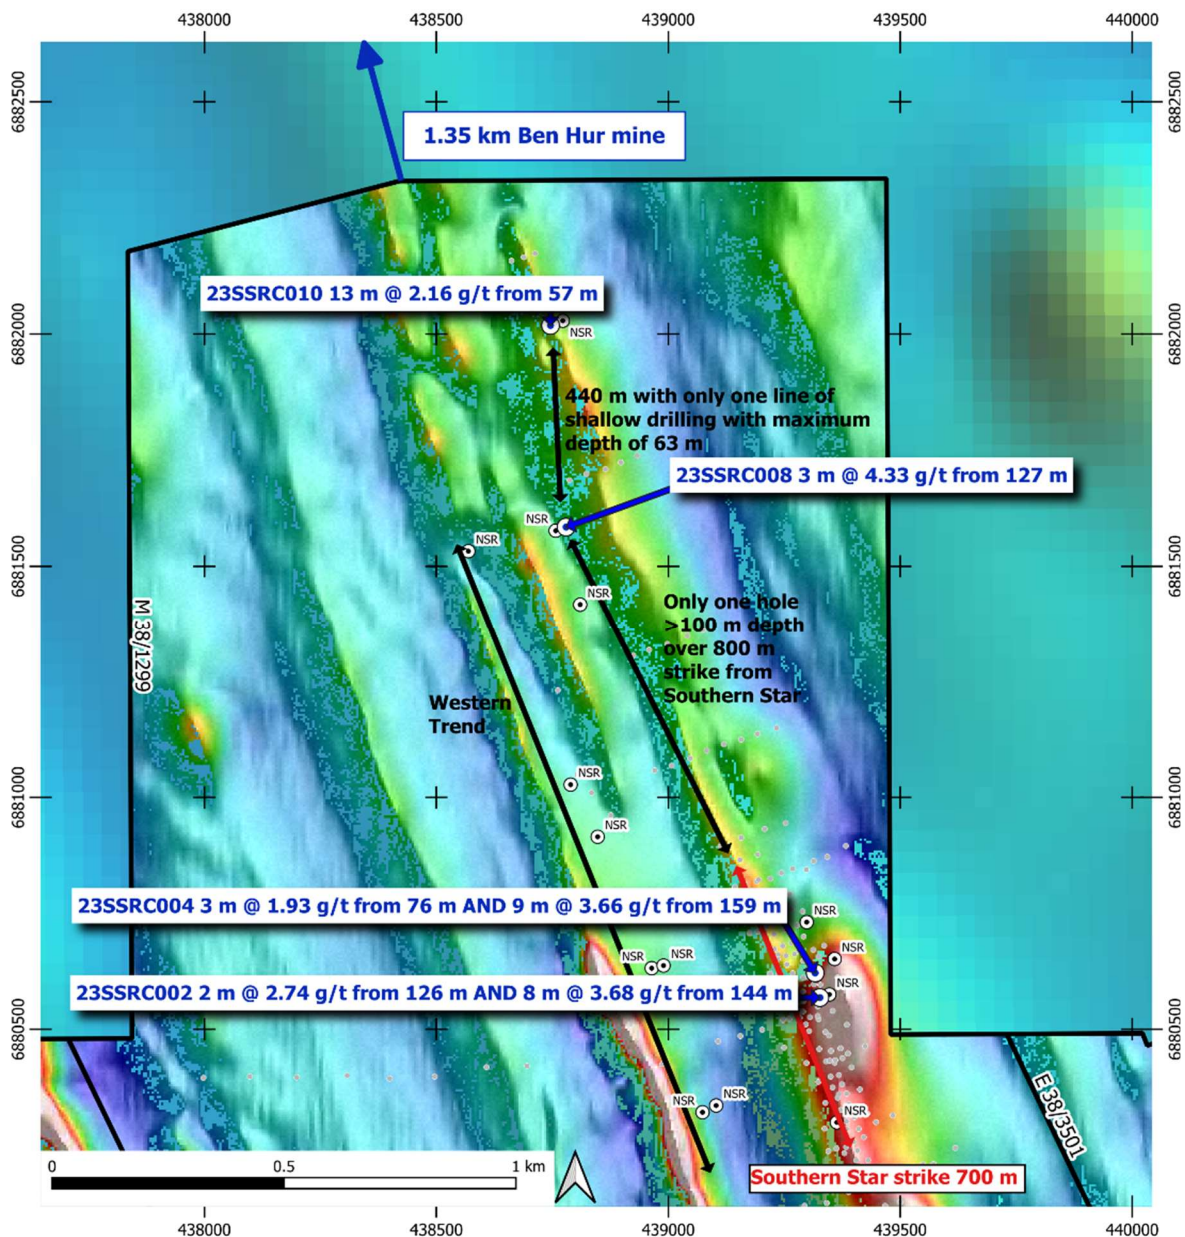 438000
438500
439000
439500
440000
6882500
6882500
1.35 km Ben Hur mine
23SSRC010 13 m @ 2.16 g/t from 57 m
NSR
6882000
6882000
440 m with only one line of
shallow drilling with maximum
depth of 63 m
23SSRC008 3 m @ 4.33 g/t from 127 m
NSR
NSR
6881500
6881500
NSR
Only one hole
>100 m depth
over 800 m
strike from
Southern Star
M 38/1299
Western
Trend
NSR
6881000
6881000
NSR
23SSRC004 3 m @ 1.93 g/t from 76 m AND 9 m @ 3.66 g/t from 159 m
NSR
NSR
NSR
NSR
23SSRC002 2 m @ 2.74 g/t from 126 m AND 8 m @ 3.68 g/t from 144 m
NSR
6880500
6880500
NSR
NSR
NSR
E 38/3501
0
0.5
1 km
Southern Star strike 700 m
438000
438500
439000
439500
440000